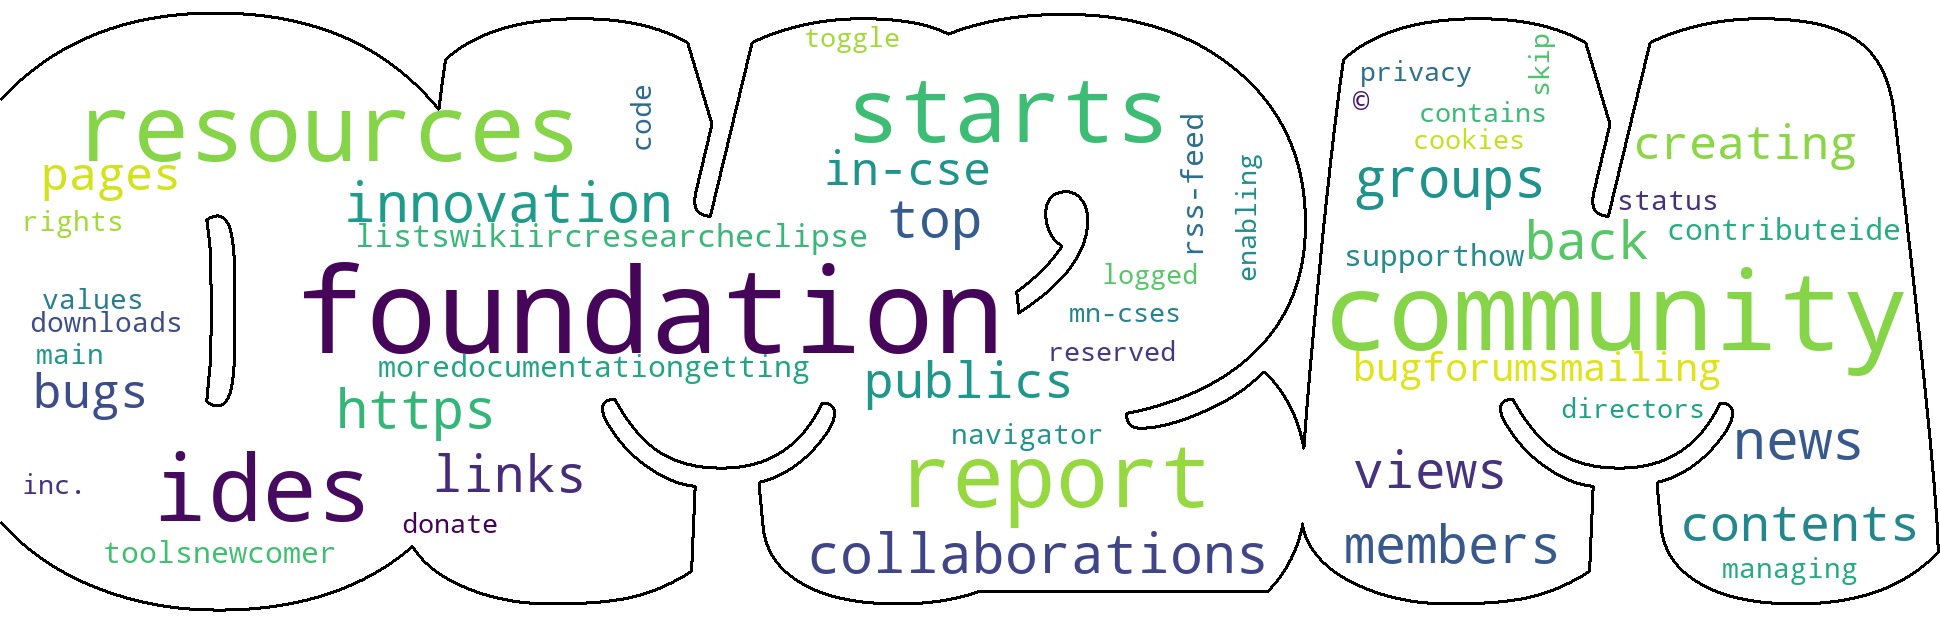 toggle
resources
code
starts
privacy
skip
©
contains
cookies
creating
pages
innovation
in-cse
rss-feed
groups
rights
listswikiircresearcheclipse
top
enabling
status
supporthow
back
contributeide
values
downloads
foundation
logged
mn-cses
community
main
moredocumentationgetting
reserved
bugforumsmailing
bugs
https
publics
directors
navigator
news
inc.
ides
links
report
views
donate
contents
toolsnewcomer
collaborations
members
managing